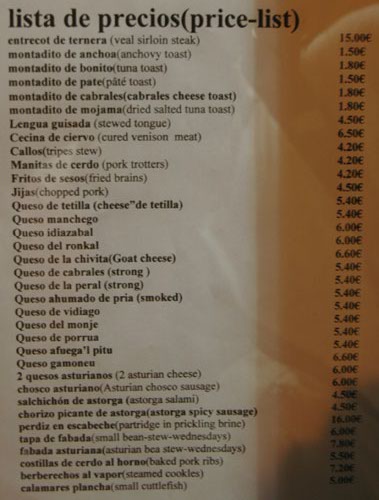 lista de precios(price-list)
entrecot de ternera (veal sirloin steak) 15.00€
montadito de anchoa(anchovy toast) 1.50€
montadito de bonito(tuna toast) 1.80€
montadito de pate(pâté toast) 1.50€
montadito de cabrales(cabrales cheese toast) 1.80€
montadito de mojama(dried salted tuna toast) 1.80€
Lengua guisada (stewed tongue) 4.50€
Cecina de ciervo (cured venison meat) 6.50€
Callos(tripes stew) 4.20€
Manitas de cerdo (pork trotters) 4.20€
Fritos de sesos(fried brains) 4.20€
Jijas(chopped pork) 4.50€
Queso de tetilla (cheese"de tetilla) 5.40€
Queso manchego 5.40€
Queso idiazabal 6.00€
Queso del ronkal 6.00€
Queso de la chivita(Goat cheese) 6.60€
Queso de cabrales (strong ) 5.40€
Queso de la peral (strong) 5.40€
Queso ahumado de pria (smoked) 5.40€
Queso de vidiago 5.40€
Queso del monje 5.40€
Queso de porrua 5.40€
Queso afuega'l pitu 5.40€
Queso gamoneu 6.60€
2 quesos asturianos (2 asturian cheese) 6.00€
chosco asturiano(Asturian chosco sausage) 6.00€
salchichón de astorga (astorga salami) 4.50€
chorizo picante de astorga(astorga spicy sausage) 4.50€
perdiz en escabeche(partridge in prickling brine) 16.00€
tapa de fabada(small bean-stew-wednesdays) 6.00€
fabada asturiana(asturian bea stew-wednesdays) 7.80€
costillas de cerdo al horno(baked pork ribs) 5.50€
berberechos al vapor(steamed cookles) 7.20€
calamares plancha(small cuttlefish) 5.00€